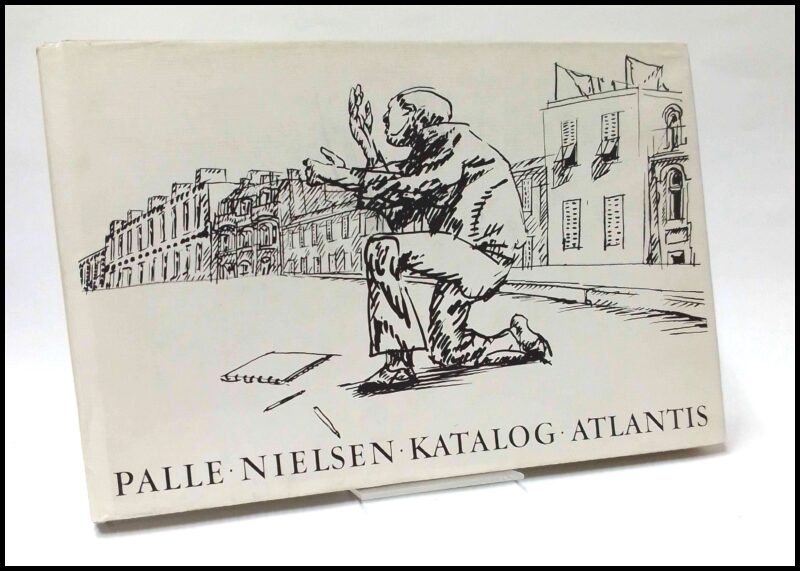 PALLE · NIELSEN · KATALOG · ATLANTIS